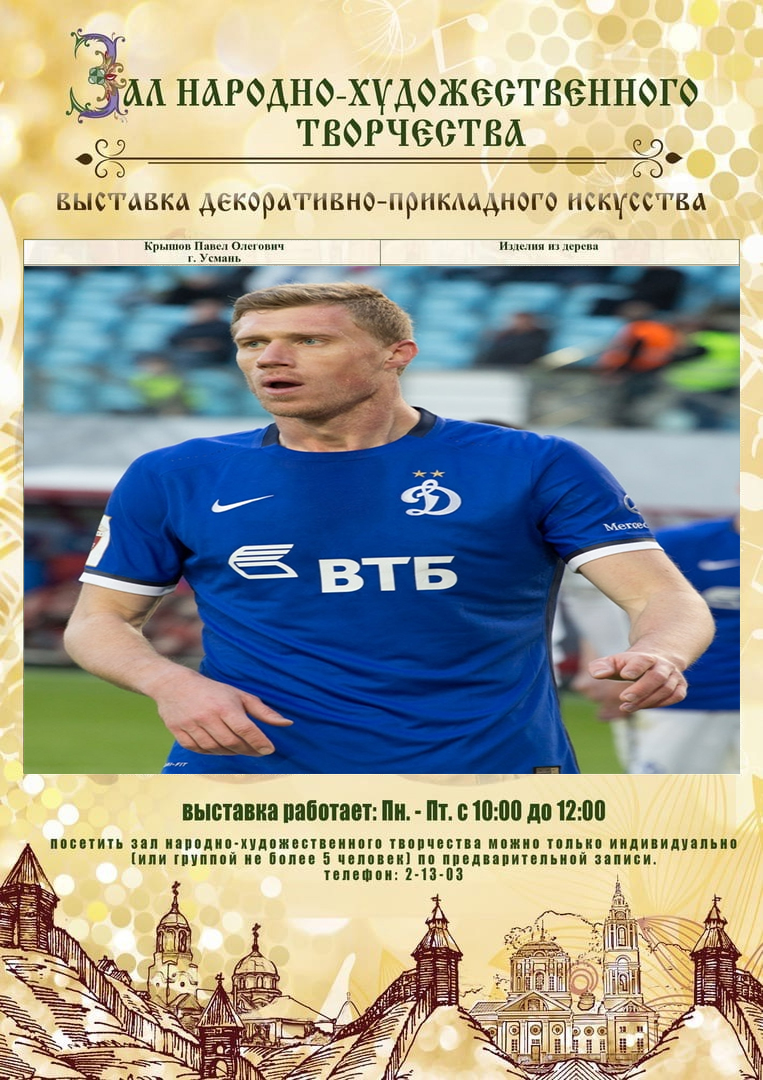 Зал народно-художественного
творчества
выставка декоративно-прикладного искусства
Крышов Павел Олегович
г. Усмань
Изделия из дерева
Д
Merce
ВТБ
выставка работает: Пн. - Пт. с 10:00 до 12:00
посетить зал народно-художественного творчества можно только индивидуально
(или группой не более 5 человек) по предварительной записи.
телефон: 2-13-03